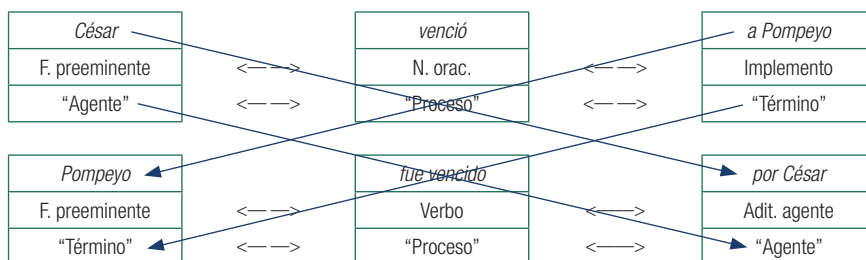 César venció a Pompeyo
F. preeminente <— —> N. orac. <— —> Implemento
“Agente” <— —> “Proceso” <— —> “Término”
Pompeyo fue vencido por César
F. preeminente <— —> Verbo <——> Adit. agente
“Término” <— —> “Proceso” <——> “Agente”